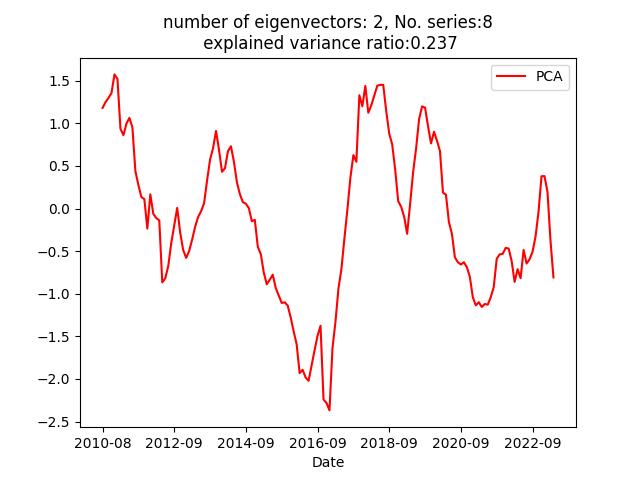 number of eigenvectors: 2, No. series:8
explained variance ratio:0.237
PCA
1.5
1.0
0.5
0.0
−0.5
−1.0
−1.5
−2.0
−2.5
2010-08 2012-09 2014-09 2016-09 2018-09 2020-09 2022-09
Date